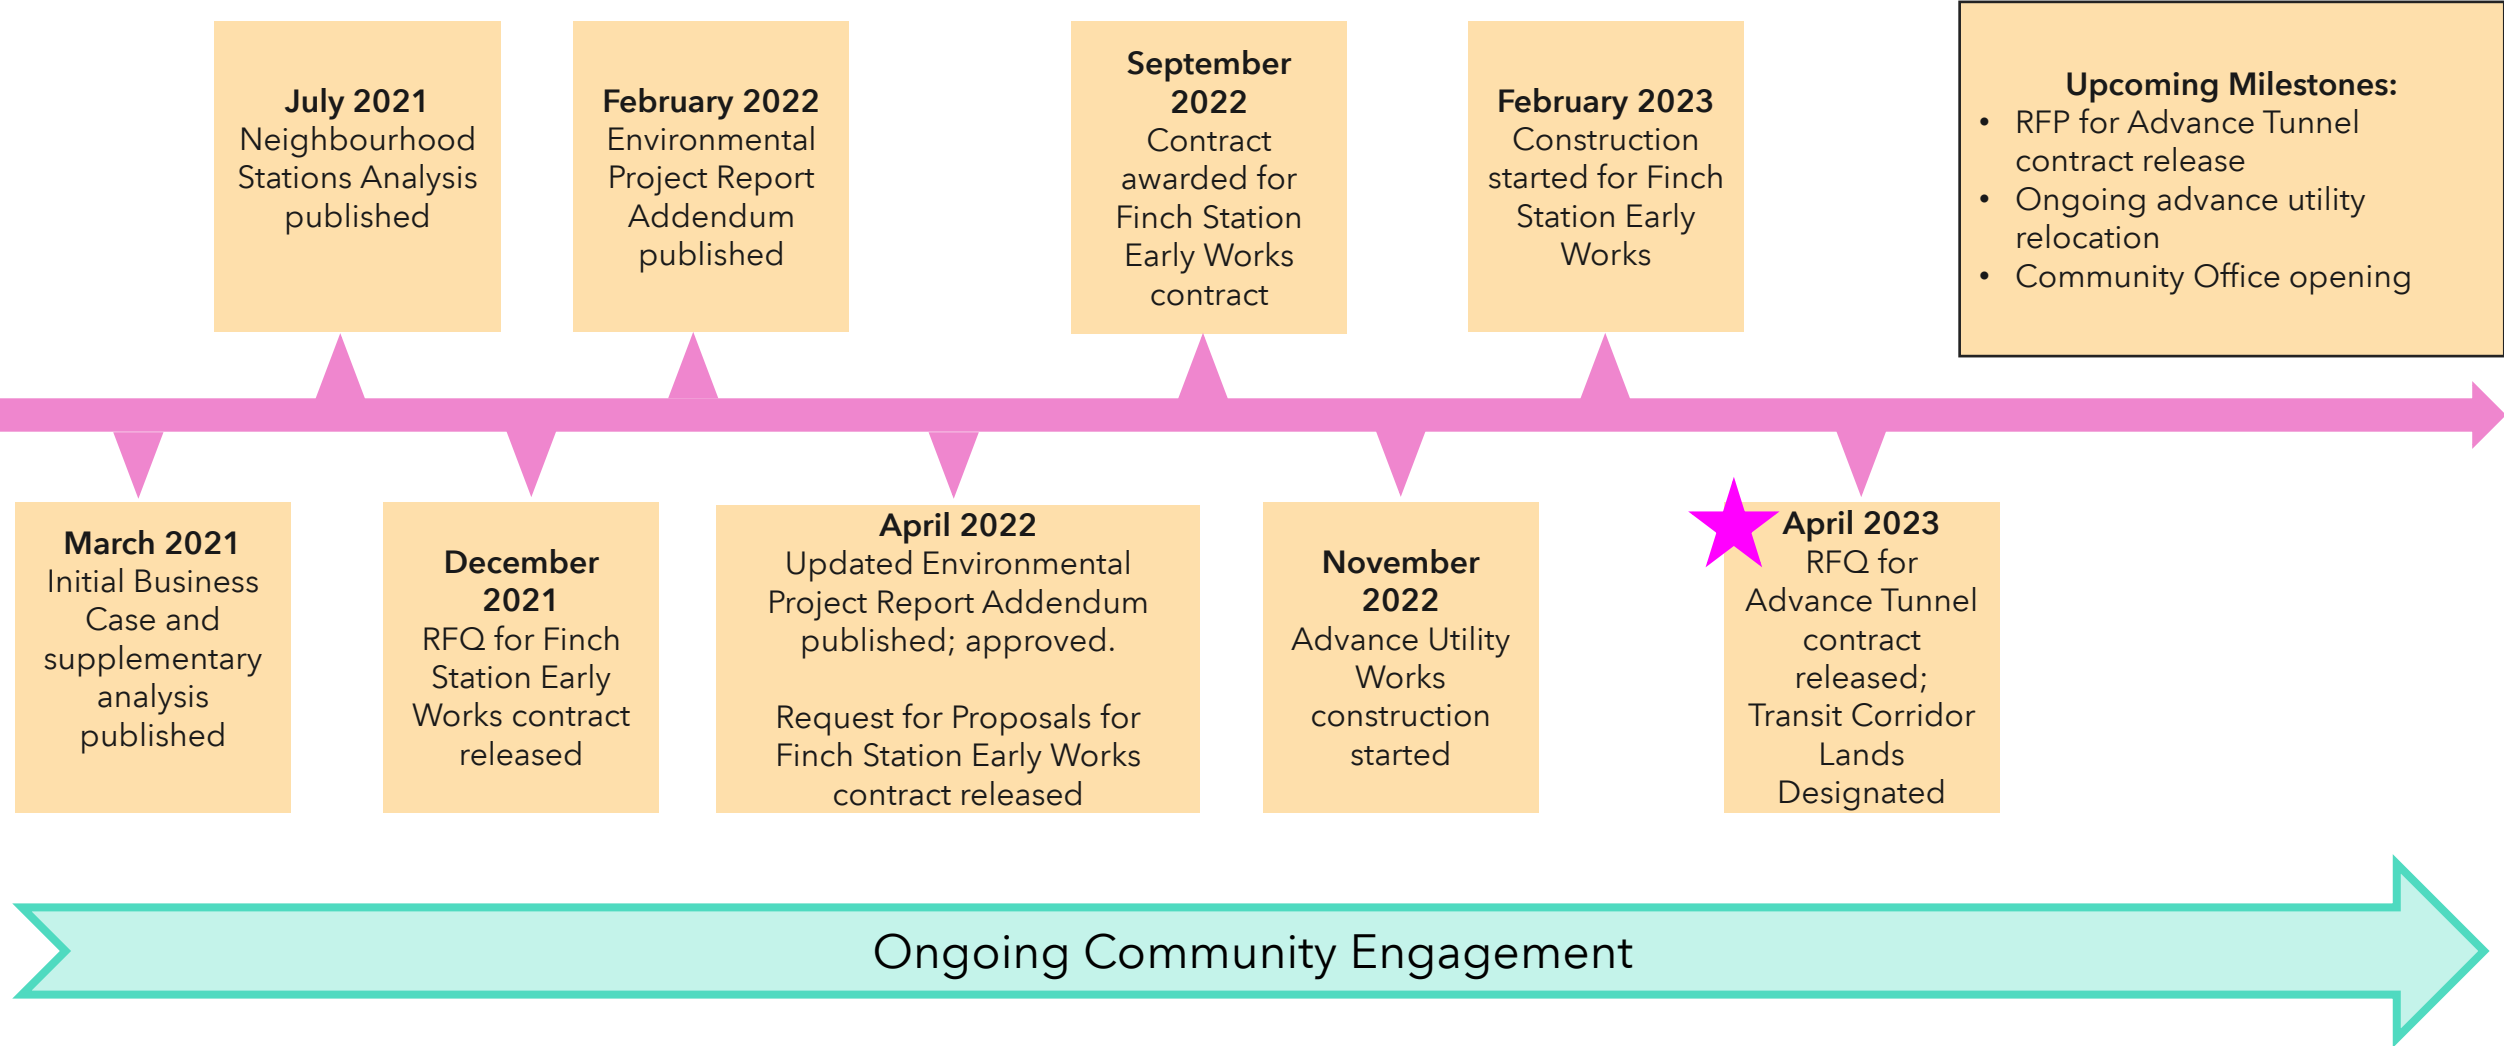 July 2021
Neighbourhood
Stations Analysis
published
February 2022
Environmental
Project Report
Addendum
published
September
2022
Contract
awarded for
Finch Station
Early Works
contract
February 2023
Construction
started for Finch
Station Early
Works
Upcoming Milestones:
• RFP for Advance Tunnel
contract release
• Ongoing advance utility
relocation
• Community Office opening
March 2021
Initial Business
Case and
supplementary
analysis
published
December
2021
RFQ for Finch
Station Early
Works contract
released
April 2022
Updated Environmental
Project Report Addendum
published; approved.
Request for Proposals for
Finch Station Early Works
contract released
November
2022
Advance Utility
Works
construction
started
April 2023
RFQ for
Advance Tunnel
contract
released;
Transit Corridor
Lands
Designated
Ongoing Community Engagement